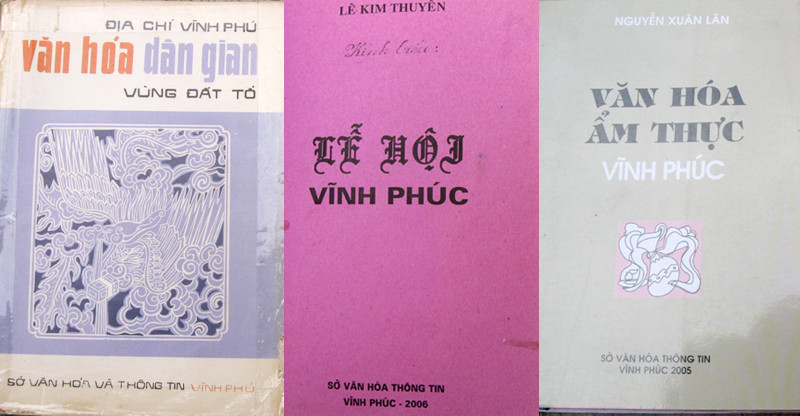 ĐỊA CHÍ VĨNH PHÚ
văn hóa dân gian
VÙNG ĐẤT TỔ
SỞ VĂN HÓA VÀ THÔNG TIN VĨNH PHÚ
LÊ KIM THUYÊN
Kính biếu:
LỄ HỘI
VĨNH PHÚC
SỞ VĂN HÓA THÔNG TIN
VĨNH PHÚC - 2006
NGUYỄN XUÂN LÂN
VĂN HÓA
ẨM THỰC
VĨNH PHÚC
SỞ VĂN HÓA THÔNG TIN
VĨNH PHÚC 2005